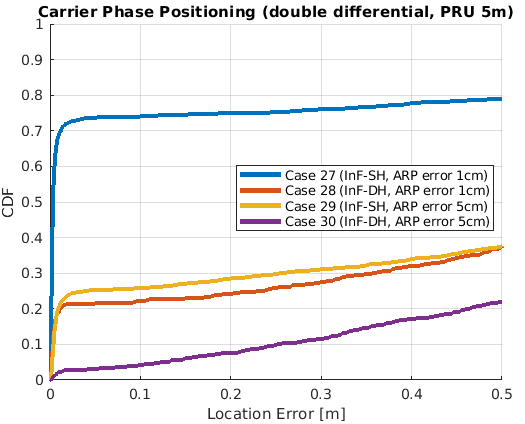 Carrier Phase Positioning (double differential, PRU 5m)
1
0.9
0.8
0.7
0.6
0.5
0.4
0.3
0.2
0.1
0
CDF
Case 27 (InF-SH, ARP error 1cm)
Case 28 (InF-DH, ARP error 1cm)
Case 29 (InF-SH, ARP error 5cm)
Case 30 (InF-DH, ARP error 5cm)
0 0.1 0.2 0.3 0.4 0.5
Location Error [m]